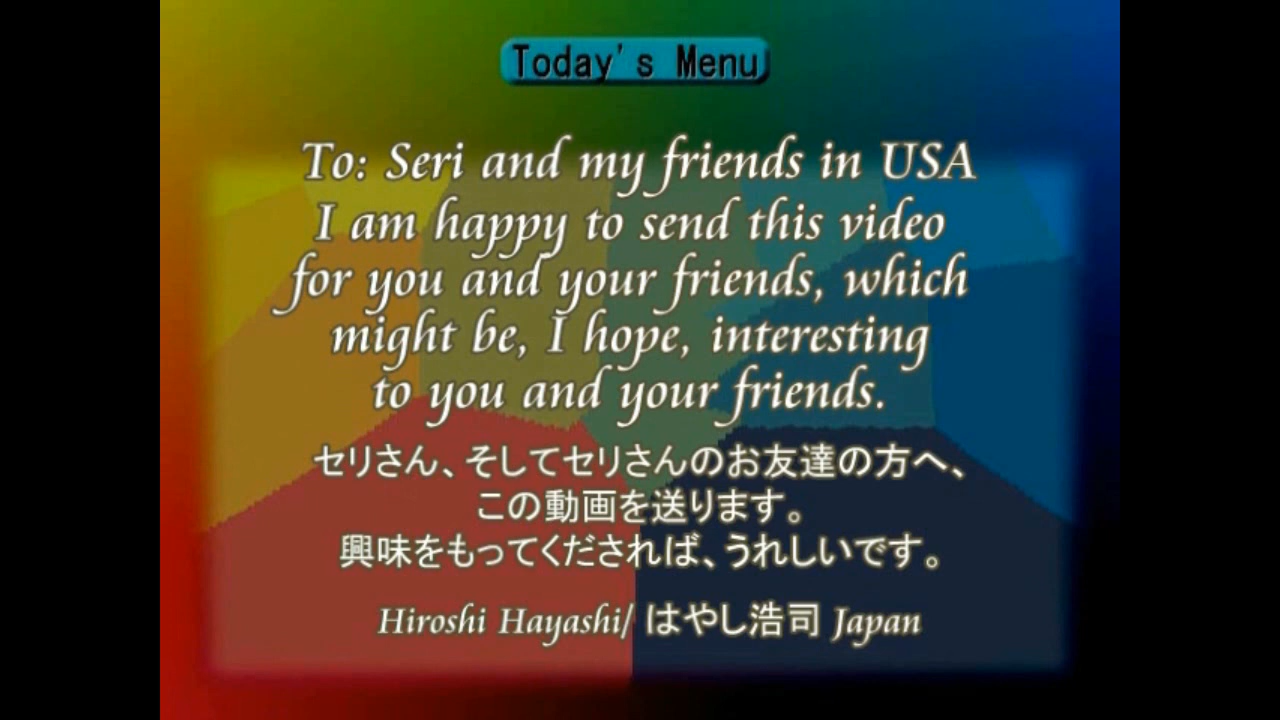 Today's Menu
To: Seri and my friends in USA
I am happy to send this video
for you and your friends, which
might be, I hope, interesting
to you and your friends.
セリさん、そしてセリさんのお友達の方へ、
この動画を送ります。
興味をもってくだされば、うれしいです。
Hiroshi Hayashi/ はやし浩司 Japan